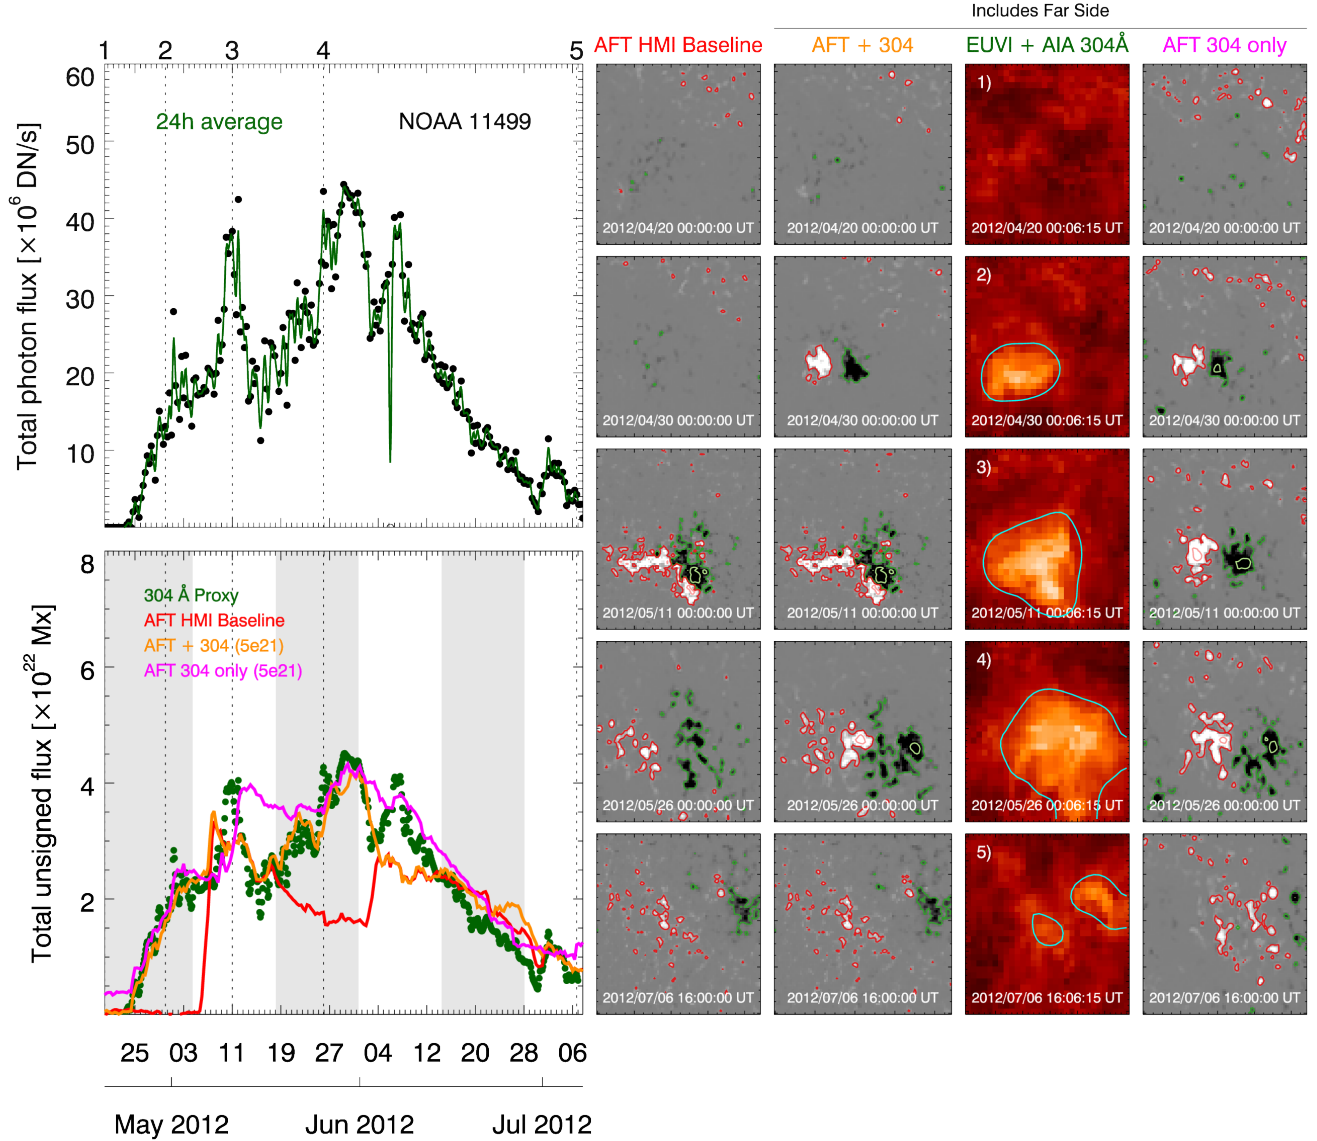 Includes Far Side
AFT HMI Baseline
AFT + 304
EUVI + AIA 304Å
AFT 304 only
1 2 3 4 5
24h average
NOAA 11499
Total photon flux [×10⁶ DN/s]
60
50
40
30
20
10
1)
2012/04/20 00:00:00 UT
2012/04/20 00:00:00 UT
2012/04/20 00:06:15 UT
2012/04/20 00:00:00 UT
2)
2012/04/30 00:00:00 UT
2012/04/30 00:00:00 UT
2012/04/30 00:06:15 UT
2012/04/30 00:00:00 UT
3)
2012/05/11 00:00:00 UT
2012/05/11 00:00:00 UT
2012/05/11 00:06:15 UT
2012/05/11 00:00:00 UT
4)
2012/05/26 00:00:00 UT
2012/05/26 00:00:00 UT
2012/05/26 00:06:15 UT
2012/05/26 00:00:00 UT
5)
2012/07/06 16:00:00 UT
2012/07/06 16:00:00 UT
2012/07/06 16:06:15 UT
2012/07/06 16:00:00 UT
Total unsigned flux [×10²² Mx]
8
6
4
2
304 Å Proxy
AFT HMI Baseline
AFT + 304 (5e21)
AFT 304 only (5e21)
25 03 11 19 27 04 12 20 28 06
May 2012 Jun 2012 Jul 2012